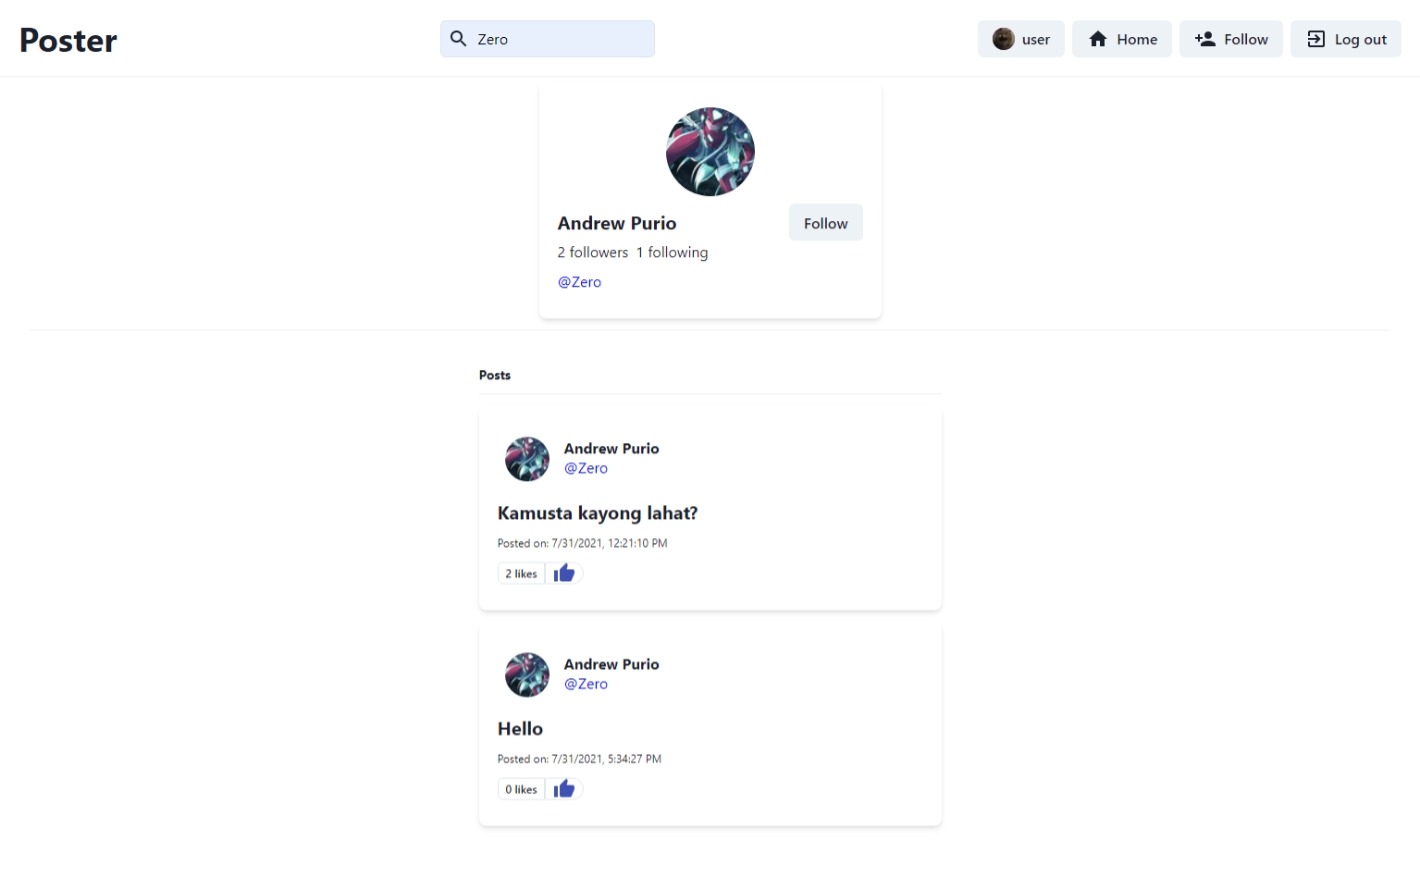 Poster
Zero
user
Home
Follow
Log out
Andrew Purio
Follow
2 followers 1 following
@Zero
Posts
Andrew Purio
@Zero
Kamusta kayong lahat?
Posted on: 7/31/2021, 12:21:10 PM
2 likes
Andrew Purio
@Zero
Hello
Posted on: 7/31/2021, 5:34:27 PM
0 likes